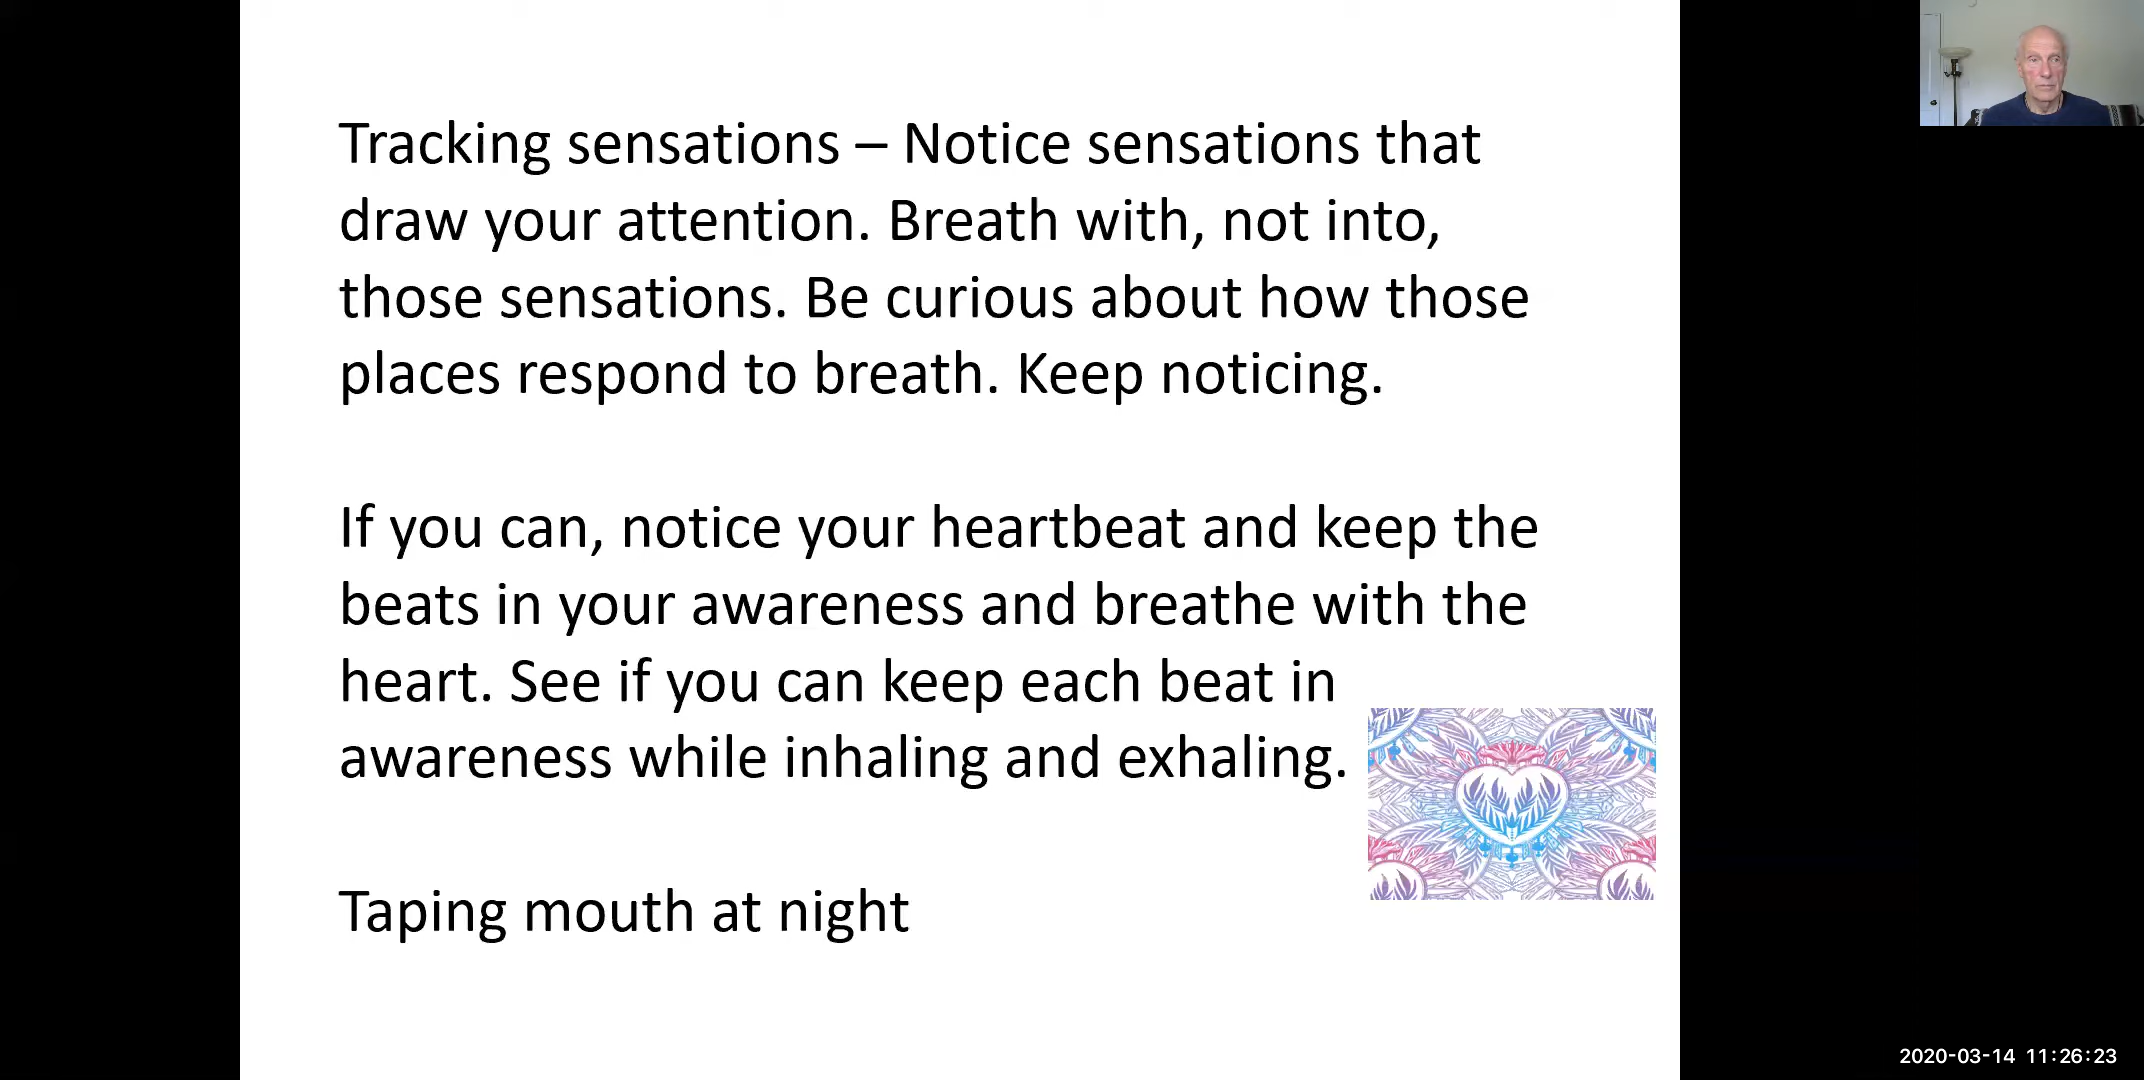 Tracking sensations – Notice sensations that
draw your attention. Breath with, not into,
those sensations. Be curious about how those
places respond to breath. Keep noticing.
If you can, notice your heartbeat and keep the
beats in your awareness and breathe with the
heart. See if you can keep each beat in
awareness while inhaling and exhaling.
Taping mouth at night
2020-03-14 11:26:23